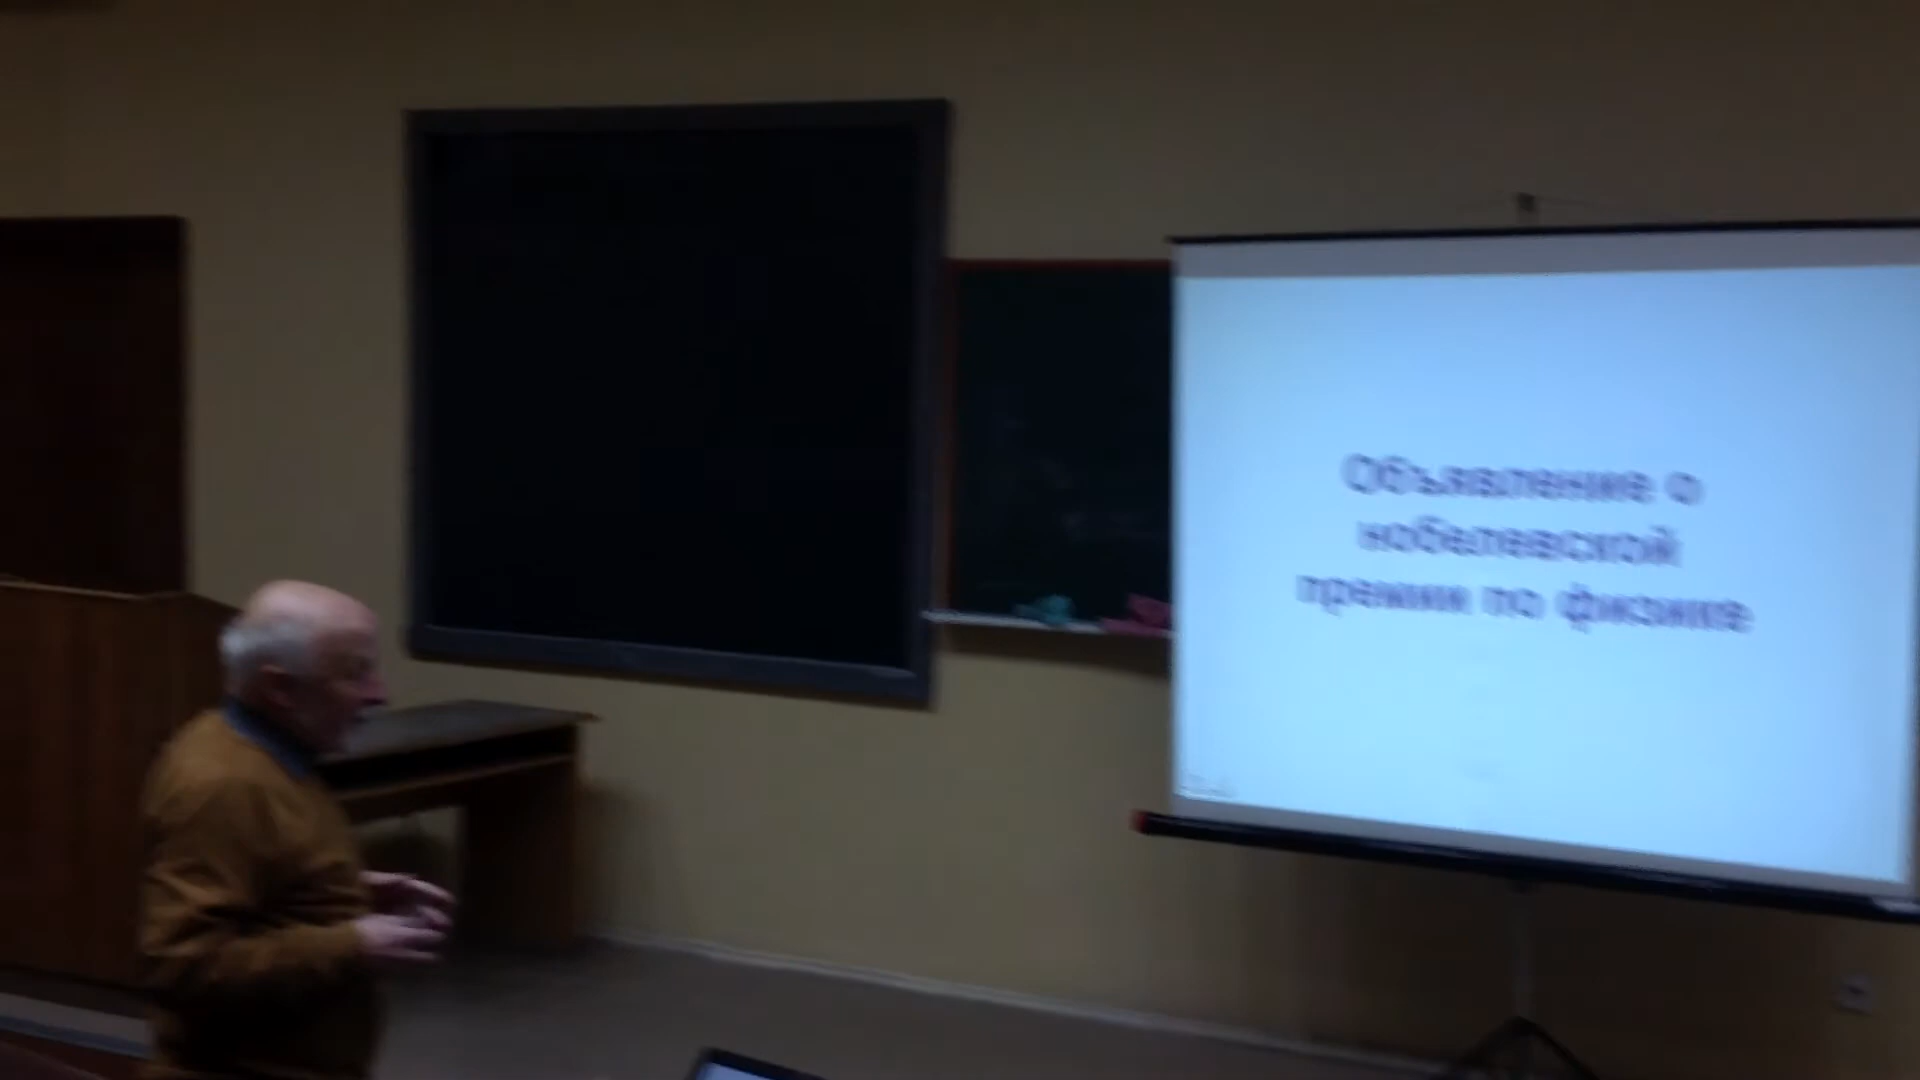 Объявление о
нобелевской
премии по физике